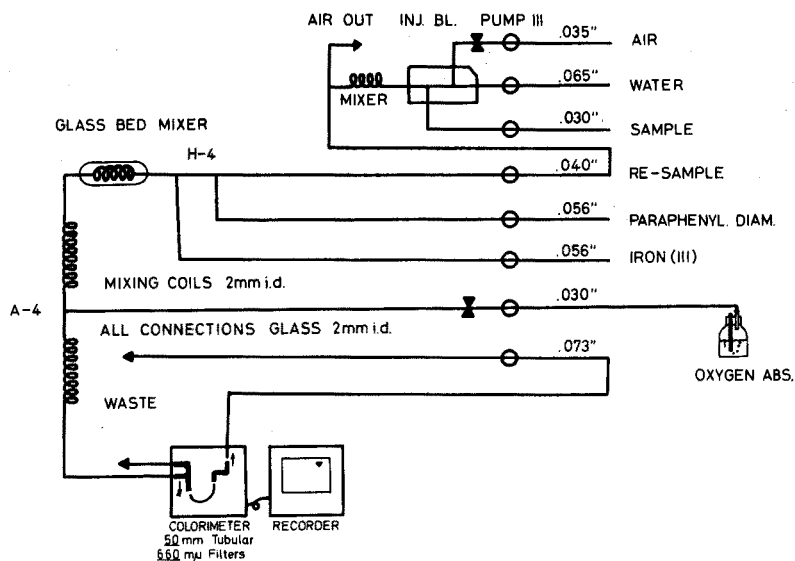 AIR OUT INJ. BL. PUMP III
.035" AIR
.065" WATER
MIXER
.030" SAMPLE
GLASS BED MIXER
H-4
.040" RE-SAMPLE
.056" PARAPHENYL. DIAM.
.056" IRON (III)
MIXING COILS 2mm i.d.
.030"
A-4
ALL CONNECTIONS GLASS 2mm i.d.
.073"
OXYGEN ABS.
WASTE
COLORIMETER RECORDER
50 mm Tubular
660 mµ Filters